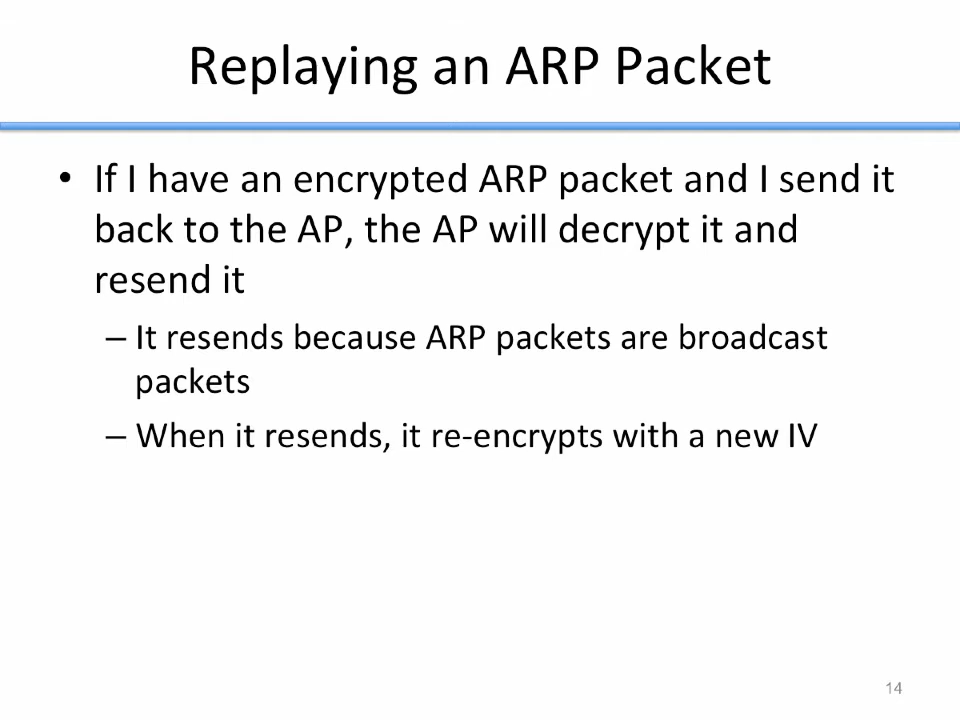 Replaying an ARP Packet
• If I have an encrypted ARP packet and I send it
back to the AP, the AP will decrypt it and
resend it
– It resends because ARP packets are broadcast
packets
– When it resends, it re-encrypts with a new IV
14